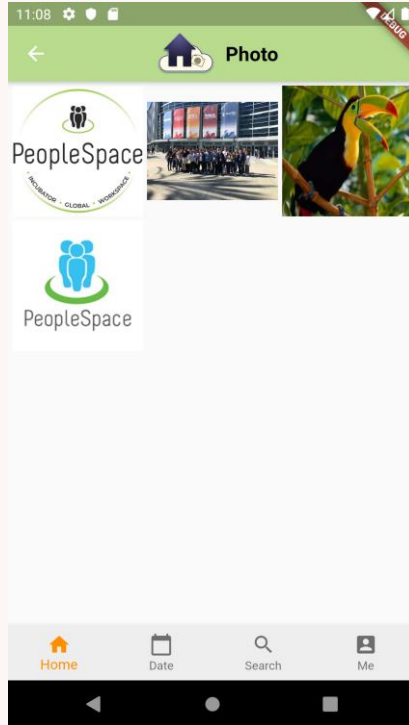 11:08
DEBUG
Photo
PeopleSpace
· INCUBATOR · GLOBAL · WORKSPACE ·
PeopleSpace
Home
Date
Search
Me